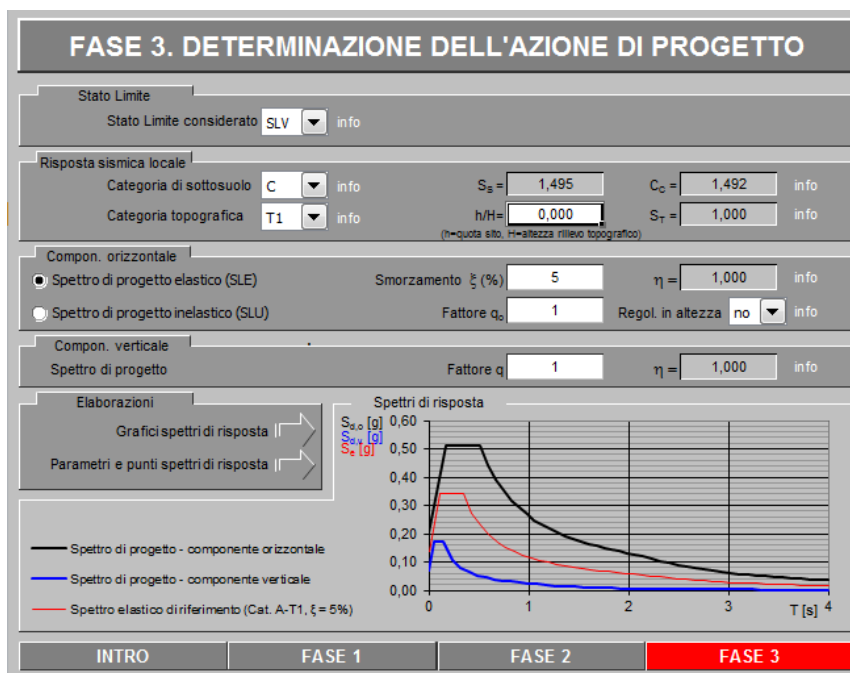 FASE 3. DETERMINAZIONE DELL'AZIONE DI PROGETTO
Stato Limite
Stato Limite considerato SLV info
Risposta sismica locale
Categoria di sottosuolo C info SS = 1,495 CC = 1,492 info
Categoria topografica T1 info h/H= 0,000 ST = 1,000 info
(h=quota sito, H=altezza rilievo topografico)
Compon. orizzontale
Spettro di progetto elastico (SLE) Smorzamento ξ (%) 5 η = 1,000 info
Spettro di progetto inelastico (SLU) Fattore qo 1 Regol. in altezza no info
Compon. verticale
Spettro di progetto Fattore q 1 η = 1,000 info
Elaborazioni
Grafici spettri di risposta
Parametri e punti spettri di risposta
Spettri di risposta
Sd,o [g]
Sd,v [g]
Se [g]
0,60
0,50
0,40
0,30
0,20
0,10
0,00
0 1 2 3 T [s] 4
Spettro di progetto - componente orizzontale
Spettro di progetto - componente verticale
Spettro elastico di riferimento (Cat. A-T1, ξ = 5%)
INTRO FASE 1 FASE 2 FASE 3